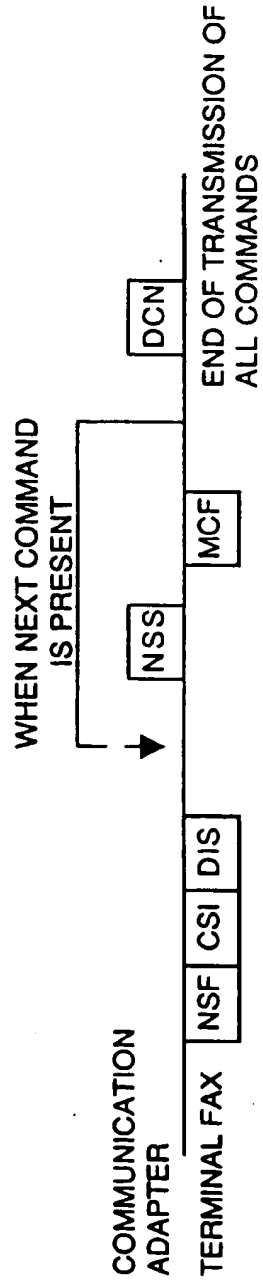 WHEN NEXT COMMAND
IS PRESENT
COMMUNICATION
ADAPTER
NSS
DCN
TERMINAL FAX
NSF CSI DIS
MCF
END OF TRANSMISSION OF
ALL COMMANDS